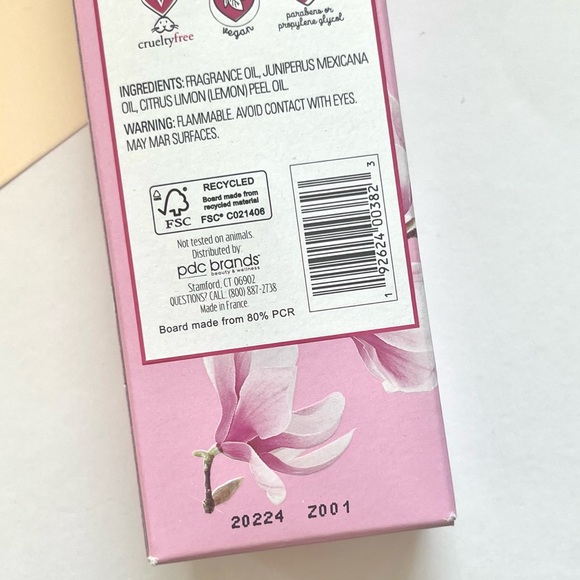 crueltyfree
vegan
parabens or
propylene glycol
INGREDIENTS: FRAGRANCE OIL, JUNIPERUS MEXICANA
OIL, CITRUS LIMON (LEMON) PEEL OIL.
WARNING: FLAMMABLE. AVOID CONTACT WITH EYES.
MAY MAR SURFACES.
FSC
RECYCLED
Board made from
recycled material
FSC® C021406
Not tested on animals.
Distributed by:
pdc brands
beauty & wellness
Stamford, CT 06902
QUESTIONS? CALL: (800) 887-2738
Made in France.
Board made from 80% PCR
1 92624 00382 3
20224 Z001